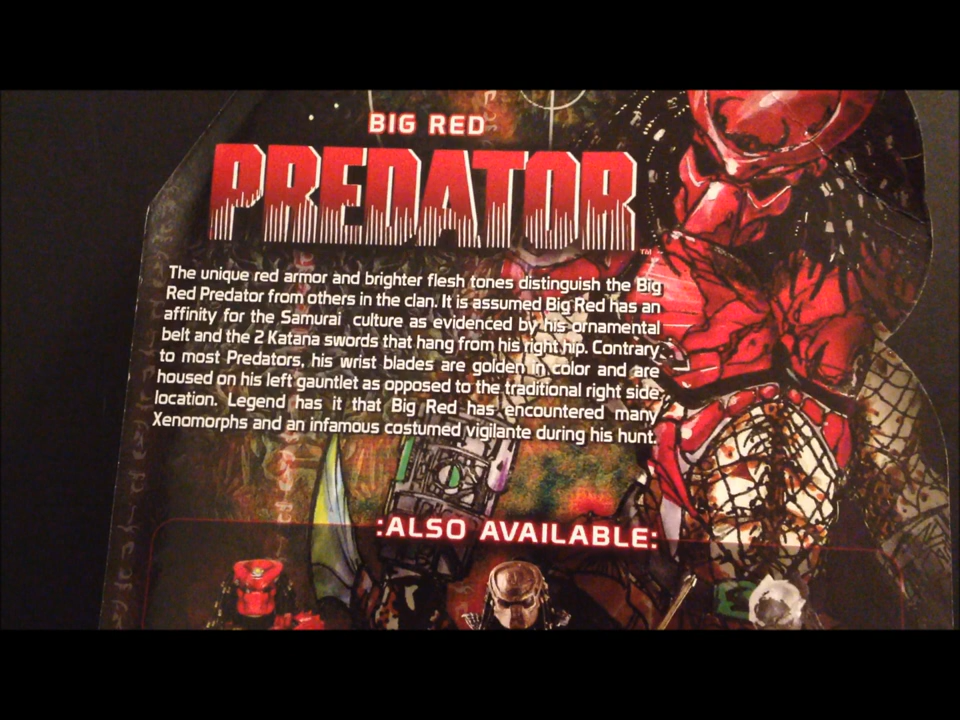 BIG RED
PREDATOR
TM
The unique red armor and brighter flesh tones distinguish the Big
Red Predator from others in the clan. It is assumed Big Red has an
affinity for the Samurai culture as evidenced by his ornamental
belt and the 2 Katana swords that hang from his right hip. Contrary
to most Predators, his wrist blades are golden in color and are
housed on his left gauntlet as opposed to the traditional right side
location. Legend has it that Big Red has encountered many
Xenomorphs and an infamous costumed vigilante during his hunt.
:ALSO AVAILABLE: